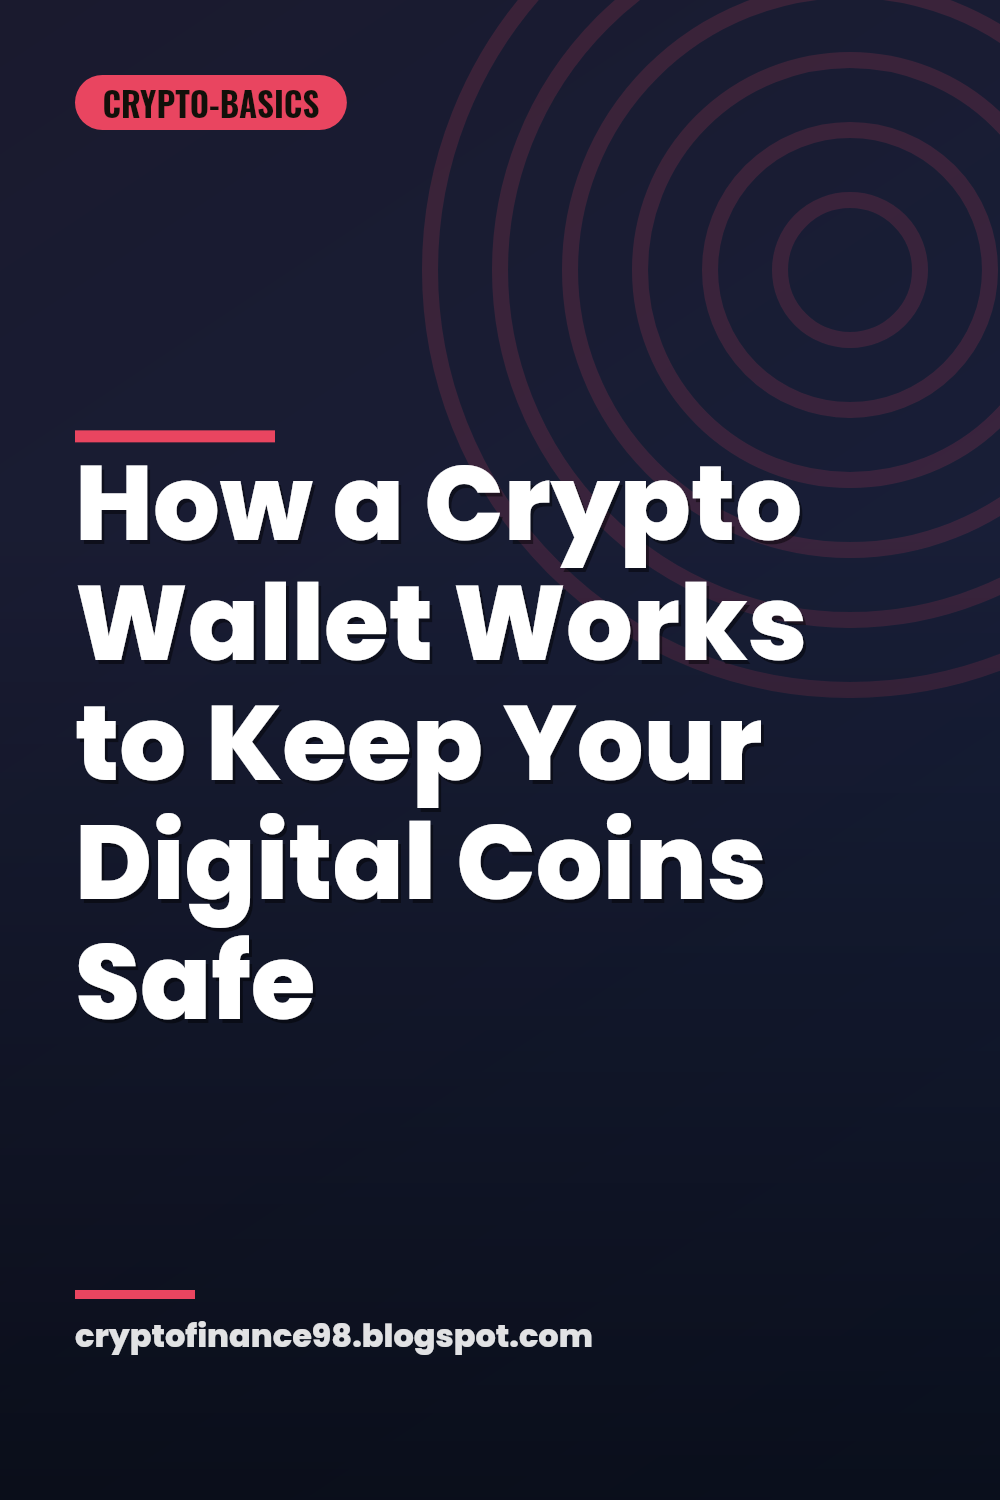 CRYPTO-BASICS
How a Crypto
Wallet Works
to Keep Your
Digital Coins
Safe
cryptofinance98.blogspot.com